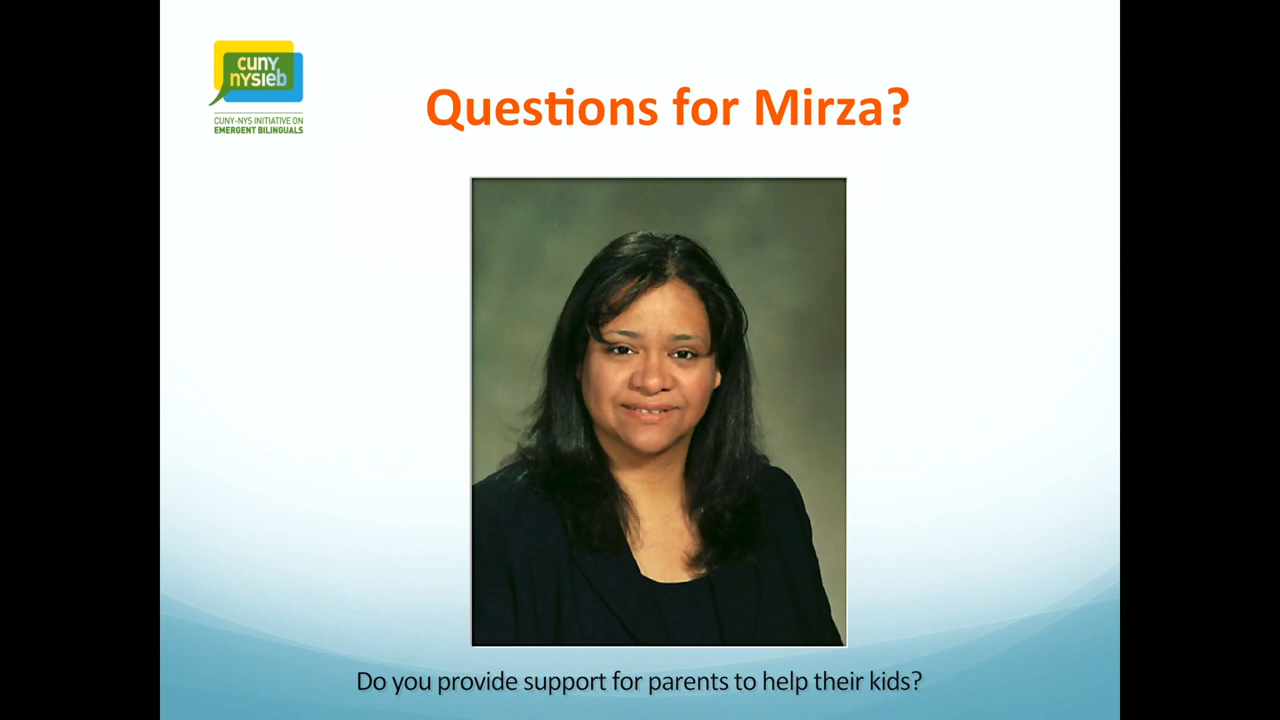 cuny
nysieb
CUNY-NYS INITIATIVE ON
EMERGENT BILINGUALS
Questions for Mirza?
Do you provide support for parents to help their kids?